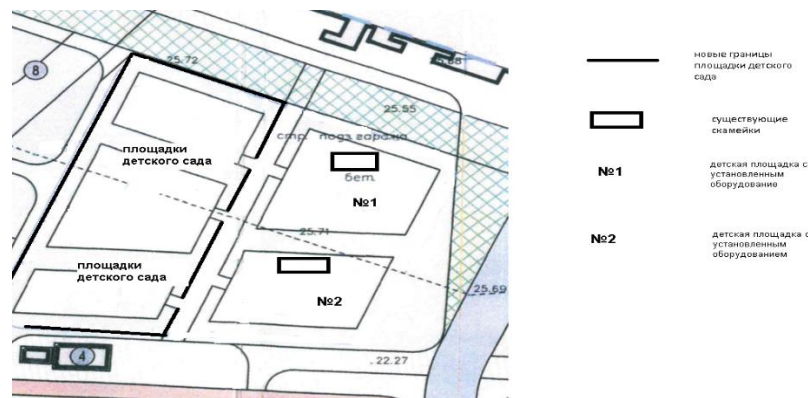 25.72
8
25.88
25.55
стр. подз. гаража
площадки
детского сада
бет.
№1
25.71
площадки
детского сада
№2
25.69
4
22.27
новые границы
площадки детского
сада
существующие
скамейки
№1
детская площадка с
установленным
оборудование
№2
детская площадка с
установленным
оборудованием